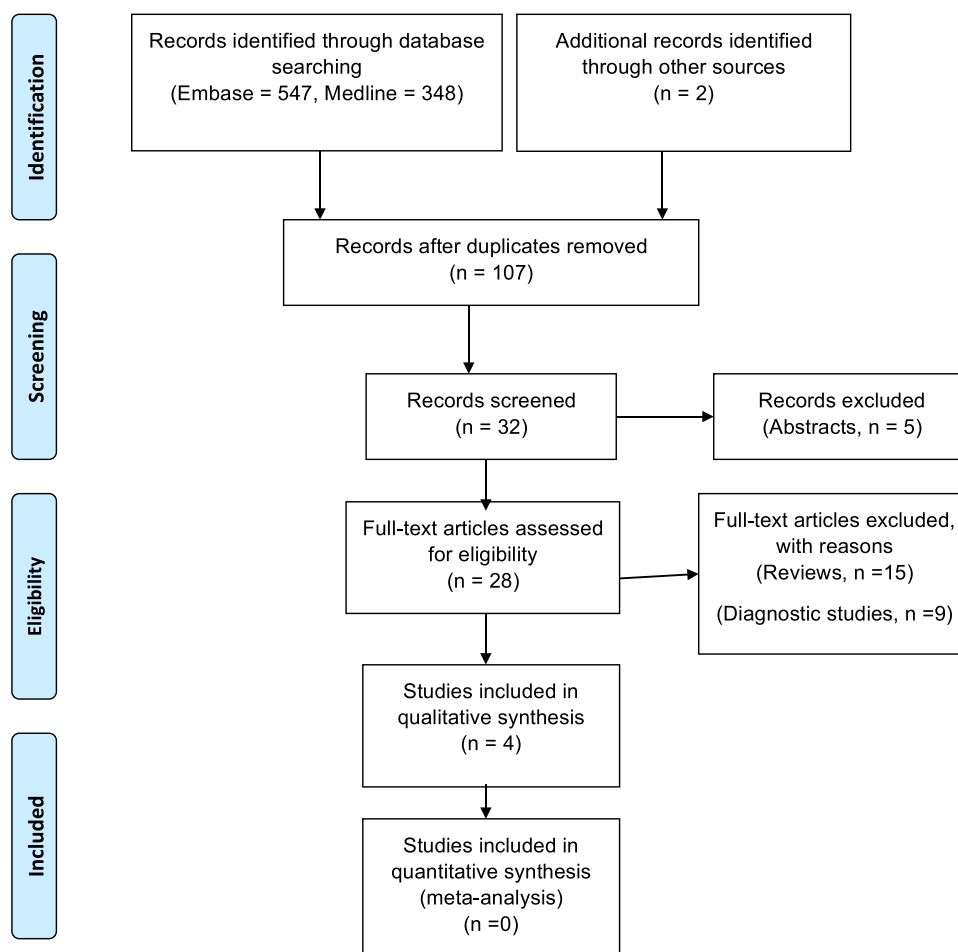 Identification
Records identified through database
searching
(Embase = 547, Medline = 348)
Additional records identified
through other sources
(n = 2)
Records after duplicates removed
(n = 107)
Screening
Records screened
(n = 32)
Records excluded
(Abstracts, n = 5)
Eligibility
Full-text articles assessed
for eligibility
(n = 28)
Full-text articles excluded,
with reasons
(Reviews, n =15)
(Diagnostic studies, n =9)
Studies included in
qualitative synthesis
(n = 4)
Included
Studies included in
quantitative synthesis
(meta-analysis)
(n =0)